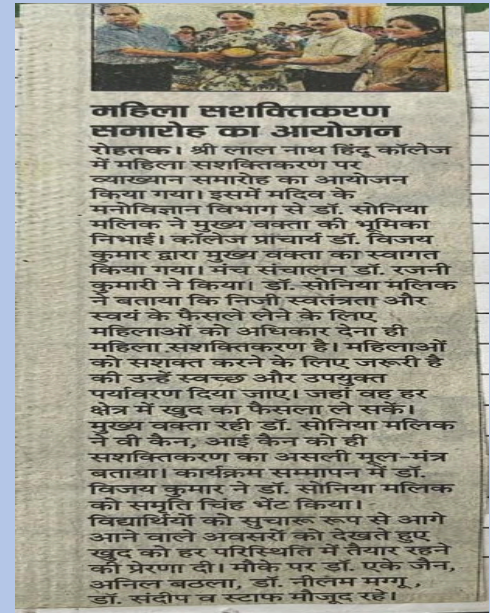 महिला सशक्तिकरण
समारोह का आयोजन
रोहतक। श्री लाल नाथ हिंदू कॉलेज
में महिला सशक्तिकरण पर
व्याख्यान समारोह का आयोजन
किया गया। इसमें मदिव के
मनोविज्ञान विभाग से डॉ. सोनिया
मलिक ने मुख्य वक्ता की भूमिका
निभाई। कॉलेज प्राचार्य डॉ. विजय
कुमार द्वारा मुख्य वक्ता का स्वागत
किया गया। मंच संचालन डॉ. रजनी
कुमारी ने किया। डॉ. सोनिया मलिक
ने बताया कि निजी स्वतंत्रता और
स्वयं के फैसले लेने के लिए
महिलाओं को अधिकार देना ही
महिला सशक्तिकरण है। महिलाओं
को सशक्त करने के लिए जरूरी है
की उन्हें स्वच्छ और उपयुक्त
पर्यावरण दिया जाए। जहां वह हर
क्षेत्र में खुद का फैसला ले सकें।
मुख्य वक्ता रही डॉ. सोनिया मलिक
ने वी कैन, आई कैन को ही
सशक्तिकरण का असली मूल-मंत्र
बताया। कार्यक्रम सम्मापन में डॉ.
विजय कुमार ने डॉ. सोनिया मलिक
को समृति चिंह भेंट किया।
विद्यार्थियों को सुचारू रूप से आगे
आने वाले अवसरों को देखते हुए
खुद को हर परिस्थिति में तैयार रहने
की प्रेरणा दी। मौके पर डॉ. एके जैन,
अनिल बठला, डॉ. नीलम मग्गू ,
डॉ. संदीप व स्टाफ मौजूद रहे।